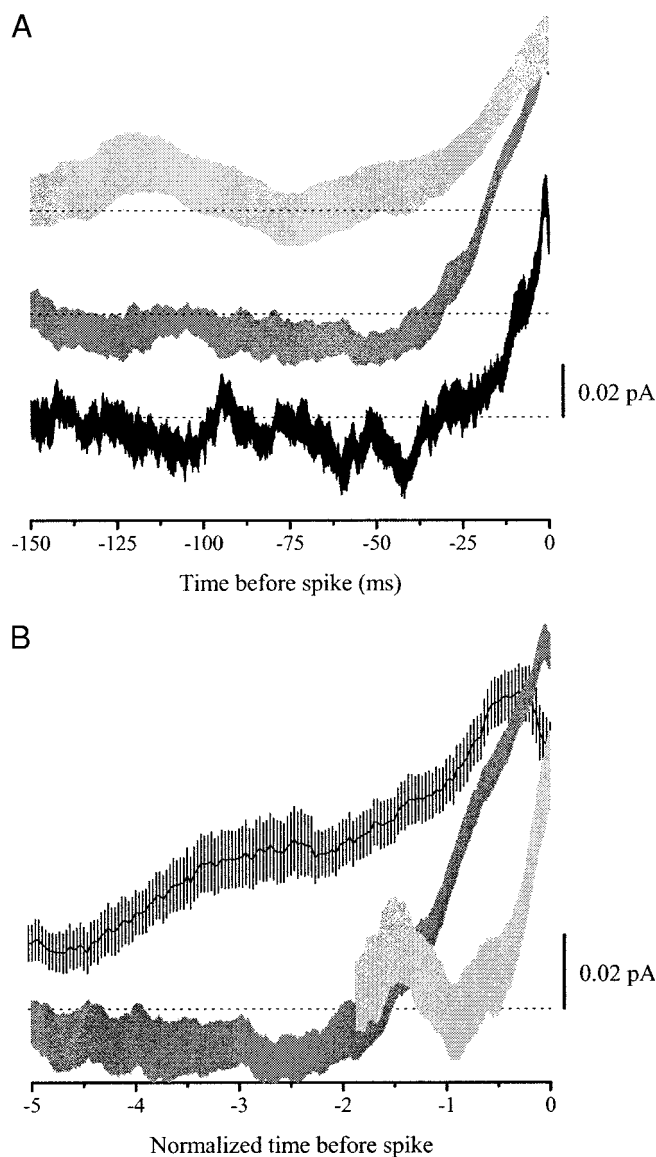 A
0.02 pA
-150 -125 -100 -75 -50 -25 0
Time before spike (ms)
B
0.02 pA
-5 -4 -3 -2 -1 0
Normalized time before spike